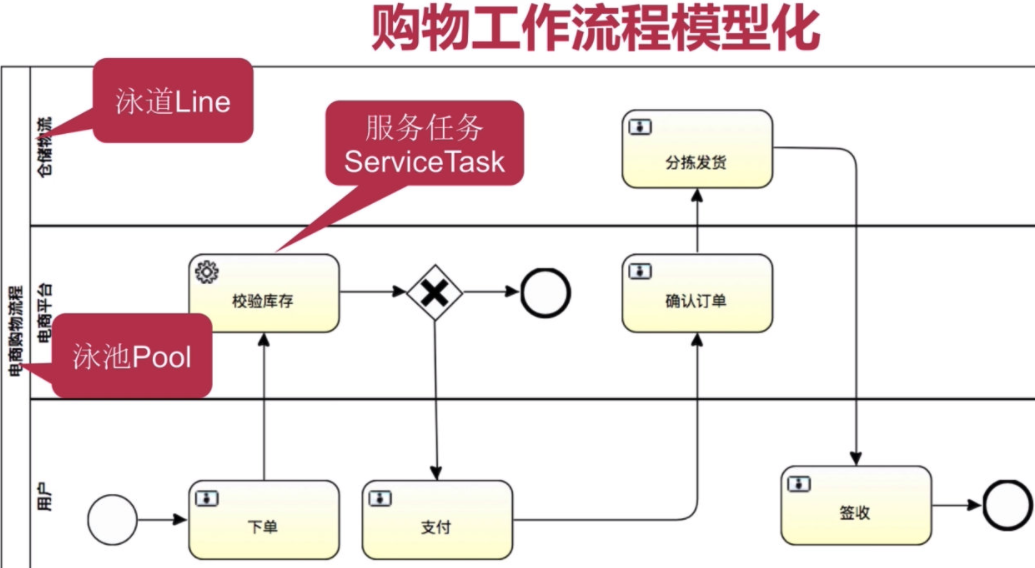 购物工作流程模型化
泳道Line
服务任务
ServiceTask
仓储物流
分拣发货
电商购物流程
电商平台
校验库存
确认订单
泳池Pool
用户
下单
支付
签收